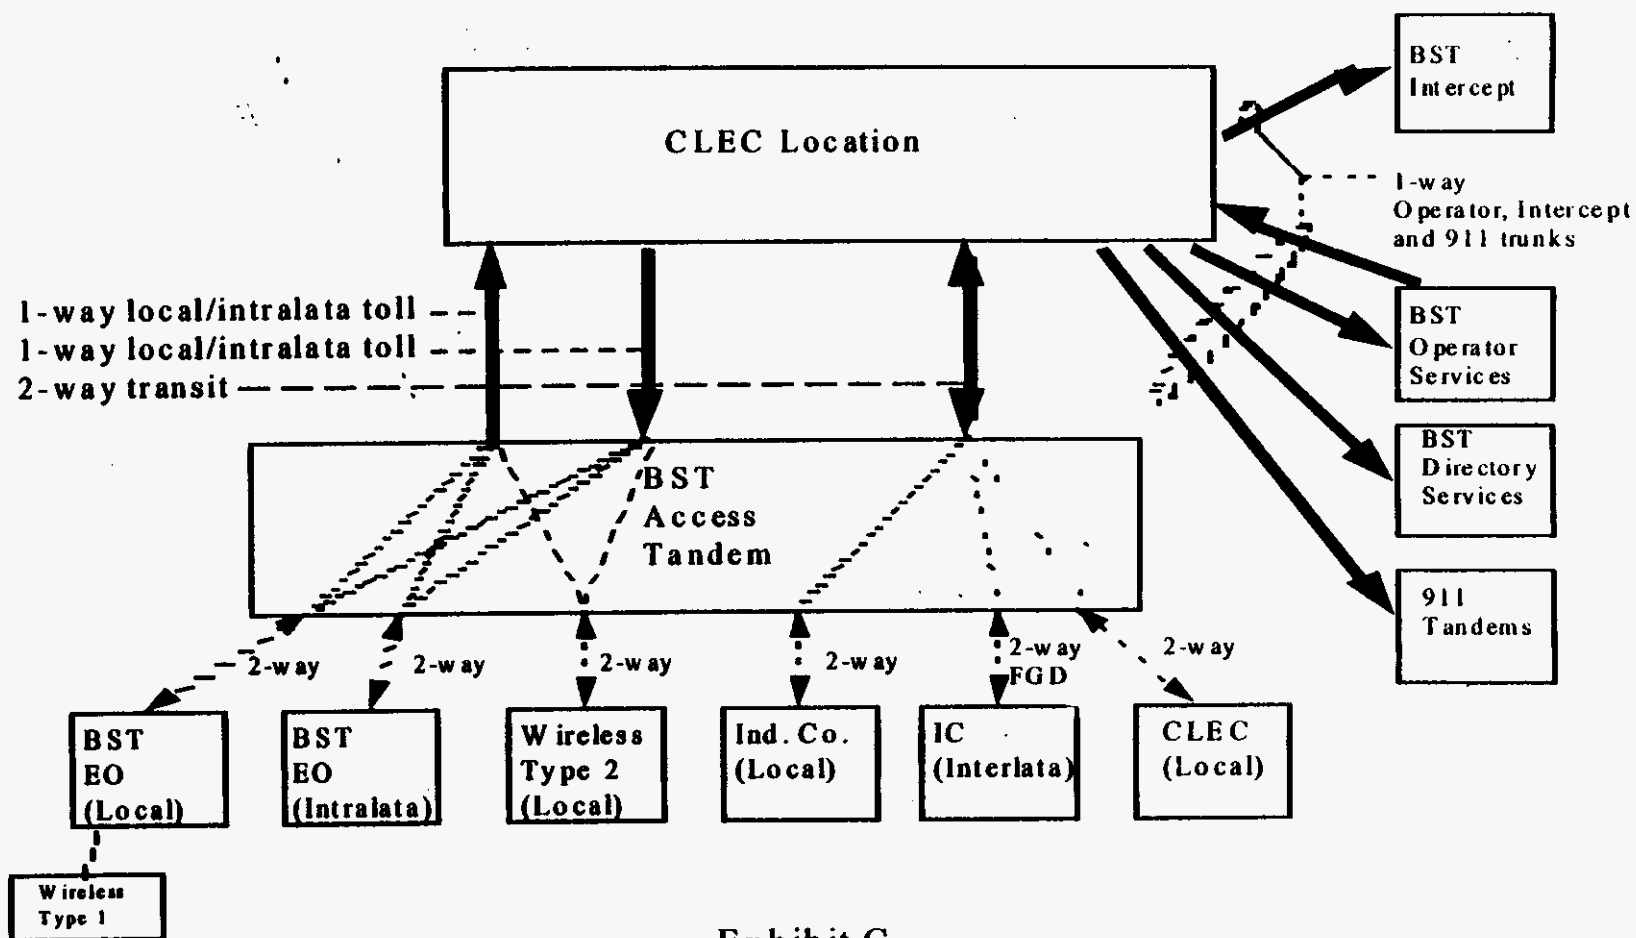 CLEC Location
BST
Intercept
1-way
Operator, Intercept
and 911 trunks
1-way local/intralata toll
1-way local/intralata toll
2-way transit
BST
Operator
Services
BST
Directory
Services
911
Tandems
BST
Access
Tandem
2-way
2-way
2-way
2-way
2-way
FGD
2-way
BST
EO
(Local)
BST
EO
(Intralata)
Wireless
Type 2
(Local)
Ind. Co.
(Local)
IC
(Interlata)
CLEC
(Local)
Wireless
Type 1
Exhibit C